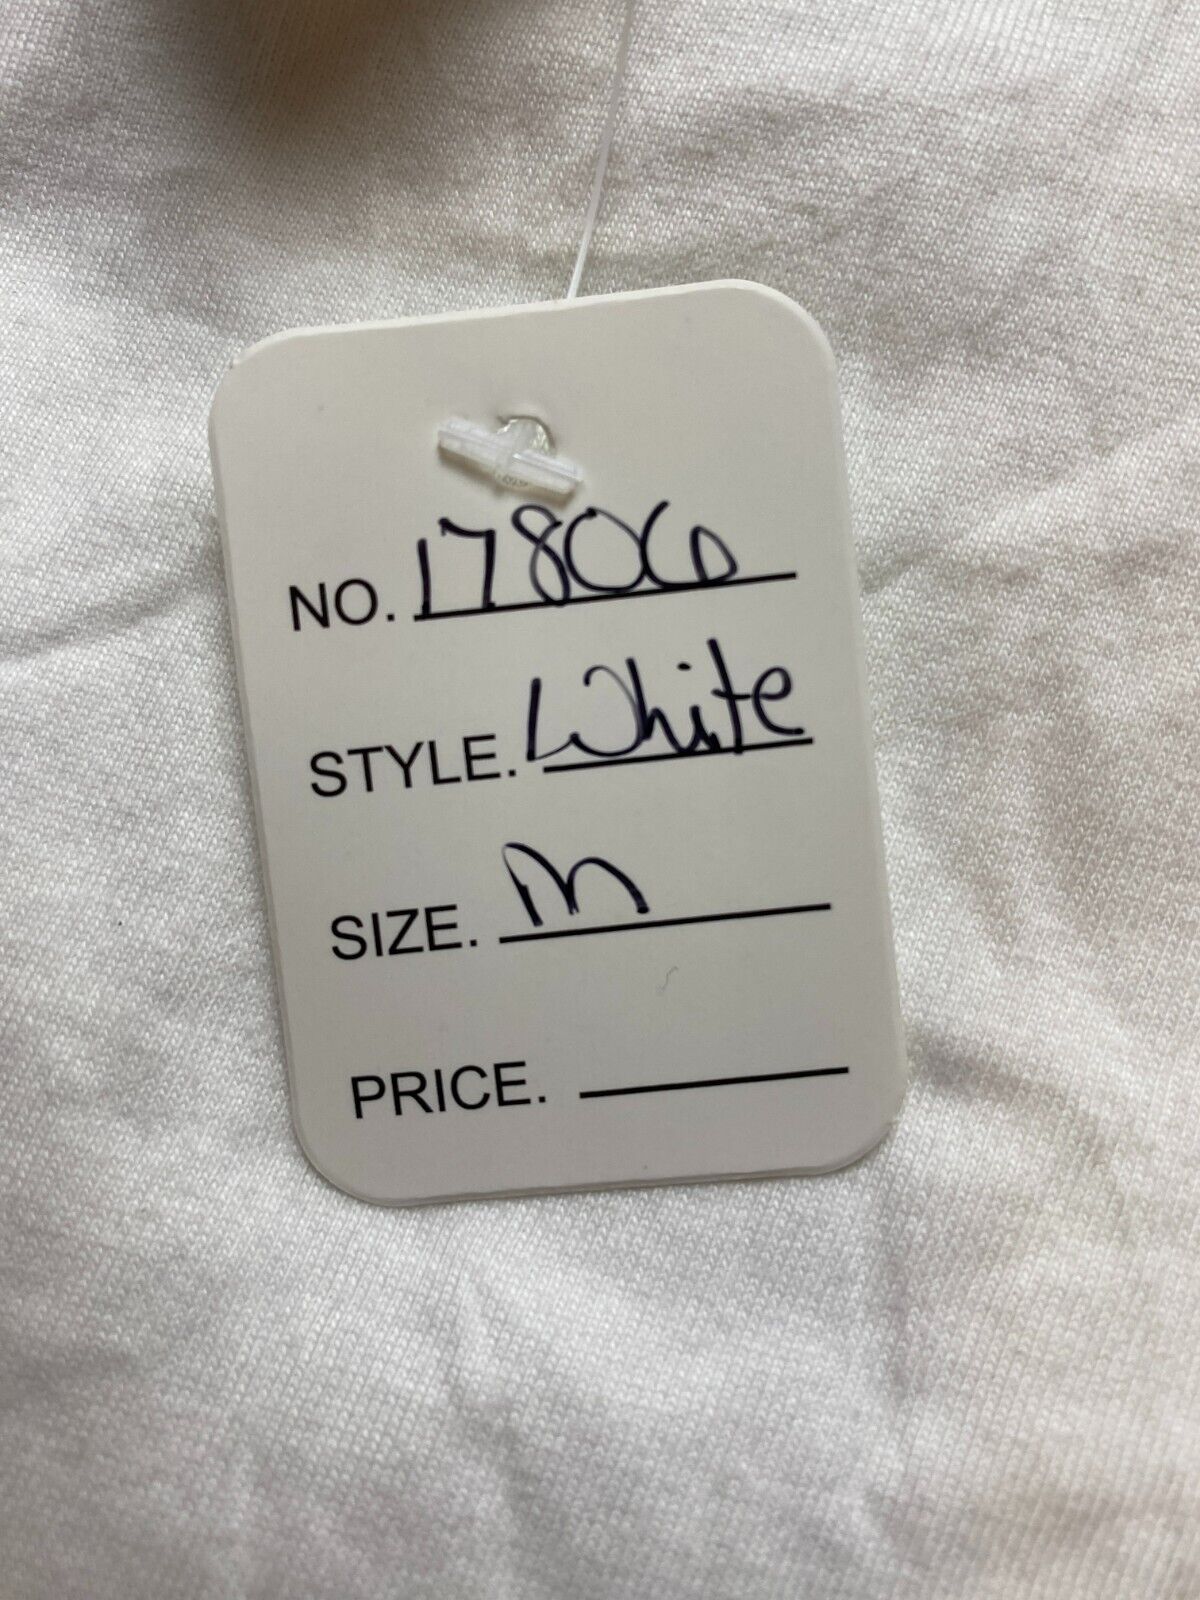 NO. 17806
STYLE. White
SIZE. M
PRICE.